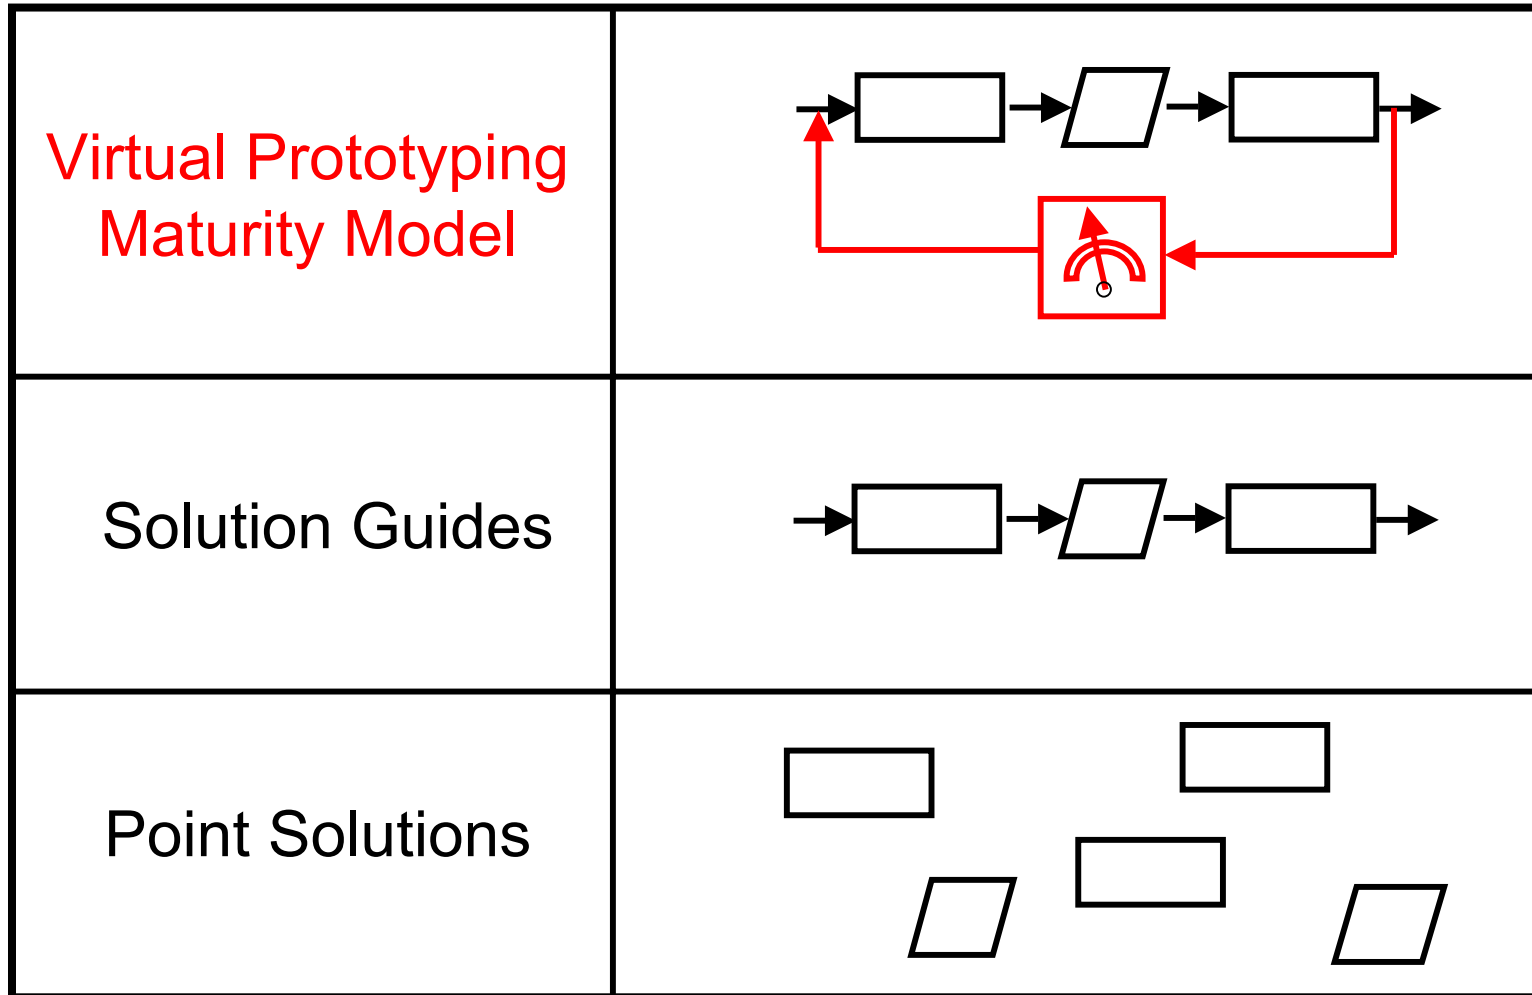 Virtual Prototyping
Maturity Model
Solution Guides
Point Solutions